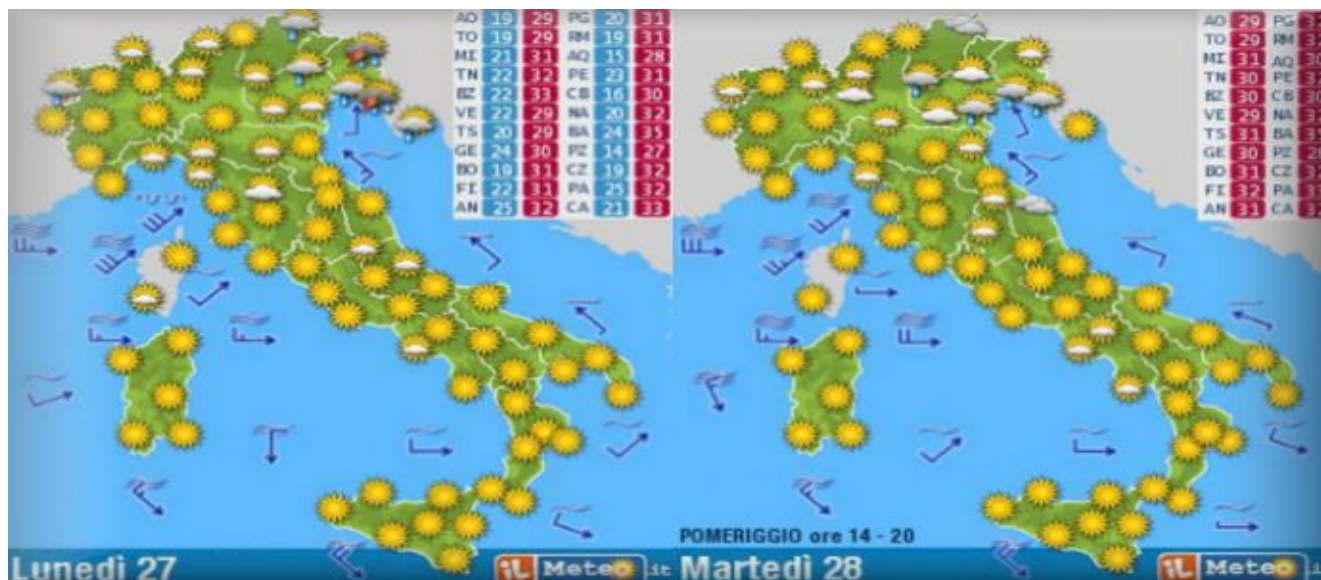 AO 19 29 PG 20 31
TO 19 29 RM 19 31
MI 21 31 AQ 15 28
TN 22 32 PE 23 31
BZ 22 33 CB 16 30
VE 22 29 NA 20 32
TS 20 29 BA 24 35
GE 24 30 PZ 14 27
BO 19 31 CZ 19 32
FI 22 31 PA 25 32
AN 25 32 CA 21 33
Lunedì 27
iL Meteo.it
AO 29 PG
TO 29 RM
MI 31 AQ 30
TN 30 PE
BZ 30 CB 30
VE 29 NA
TS 31 BA
GE 30 PZ
BO 31 CZ
FI 32 PA
AN 31 CA
POMERIGGIO ore 14 - 20
Martedì 28
iL Meteo.i